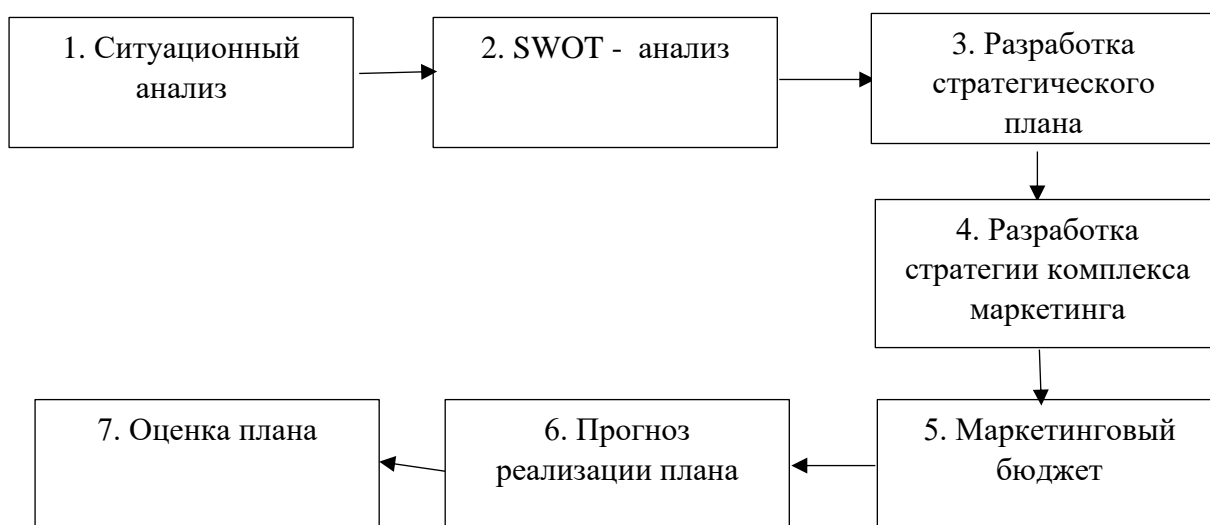 1. Ситуационный
анализ
2. SWOT - анализ
3. Разработка
стратегического
плана
4. Разработка
стратегии комплекса
маркетинга
5. Маркетинговый
бюджет
6. Прогноз
реализации плана
7. Оценка плана